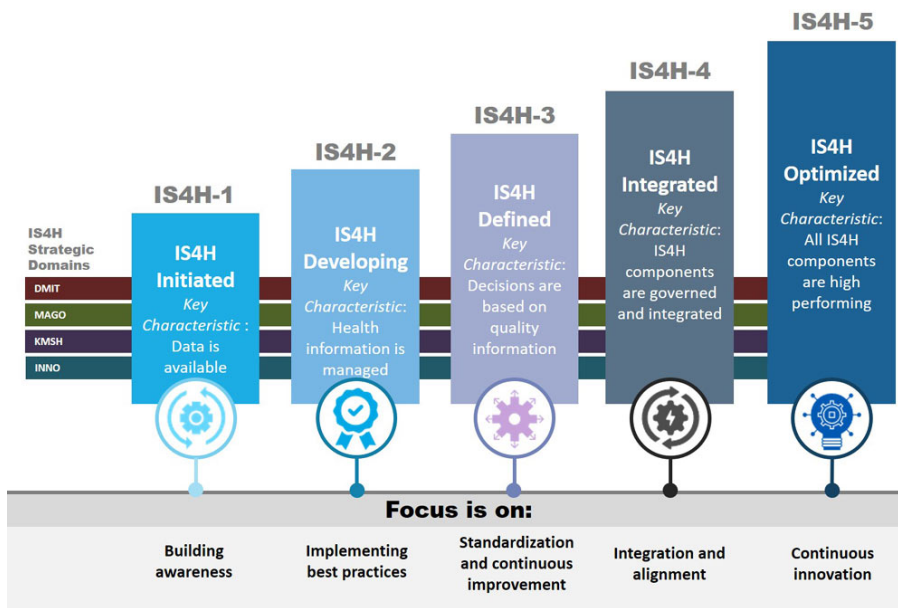 IS4H-1
IS4H-2
IS4H-3
IS4H-4
IS4H-5
IS4H
Strategic
Domains
DMIT
MAGO
KMSH
INNO
IS4H
Initiated
Key
Characteristic :
Data is
available
IS4H
Developing
Key
Characteristic:
Health
information is
managed
IS4H
Defined
Key
Characteristic:
Decisions are
based on
quality
information
IS4H
Integrated
Key
Characteristic:
IS4H
components
are governed
and integrated
IS4H
Optimized
Key
Characteristic:
All IS4H
components
are high
performing
Focus is on:
Building
awareness
Implementing
best practices
Standardization
and continuous
improvement
Integration and
alignment
Continuous
innovation